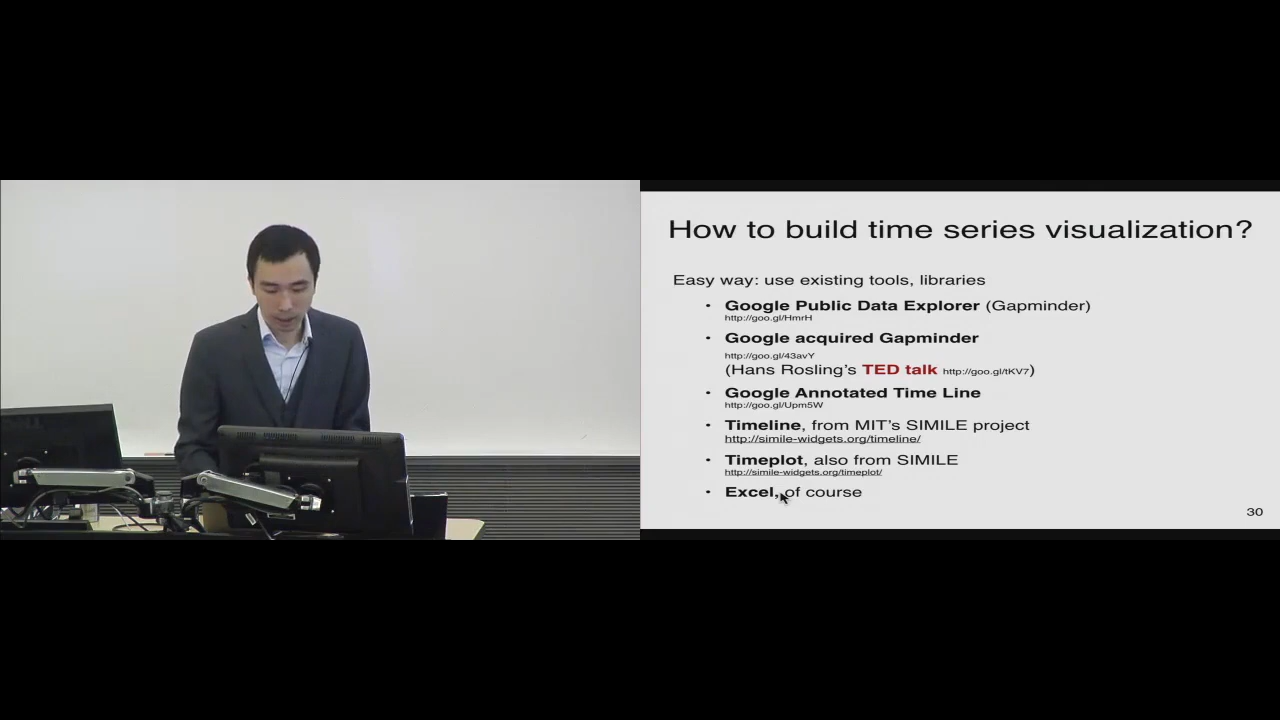 How to build time series visualization?
Easy way: use existing tools, libraries
• Google Public Data Explorer (Gapminder)
http://goo.gl/HmrH
• Google acquired Gapminder
http://goo.gl/43avY
(Hans Rosling's TED talk http://goo.gl/tKV7)
• Google Annotated Time Line
http://goo.gl/Upm5W
• Timeline, from MIT's SIMILE project
http://simile-widgets.org/timeline/
• Timeplot, also from SIMILE
http://simile-widgets.org/timeplot/
• Excel, of course
30